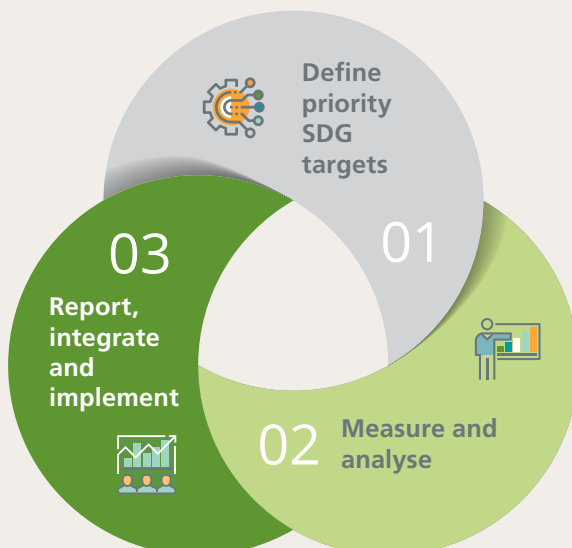 Define
priority
SDG
targets
01
03
Report,
integrate
and
implement
02
Measure and
analyse